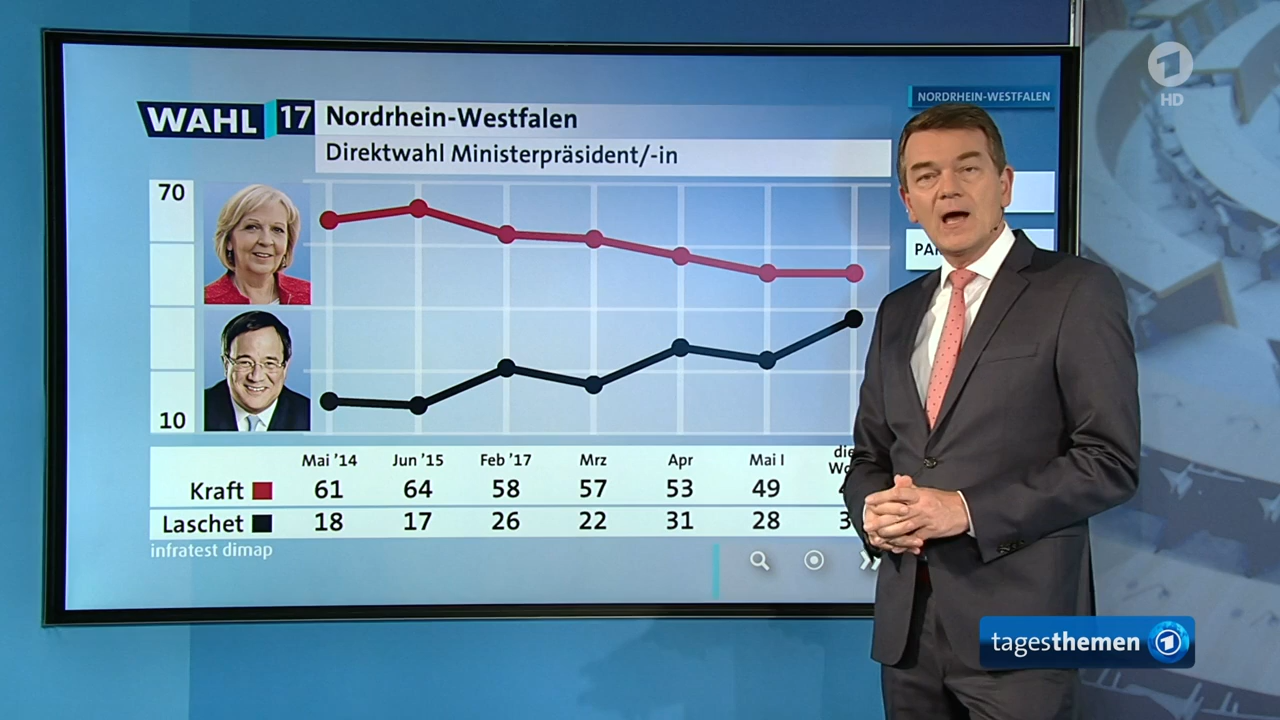 1
HD
NORDRHEIN-WESTFALEN
WAHL 17 Nordrhein-Westfalen
Direktwahl Ministerpräsident/-in
70
10
Mai '14 Jun '15 Feb '17 Mrz Apr Mai I
Kraft 61 64 58 57 53 49
Laschet 18 17 26 22 31 28
infratest dimap
tagesthemen 1